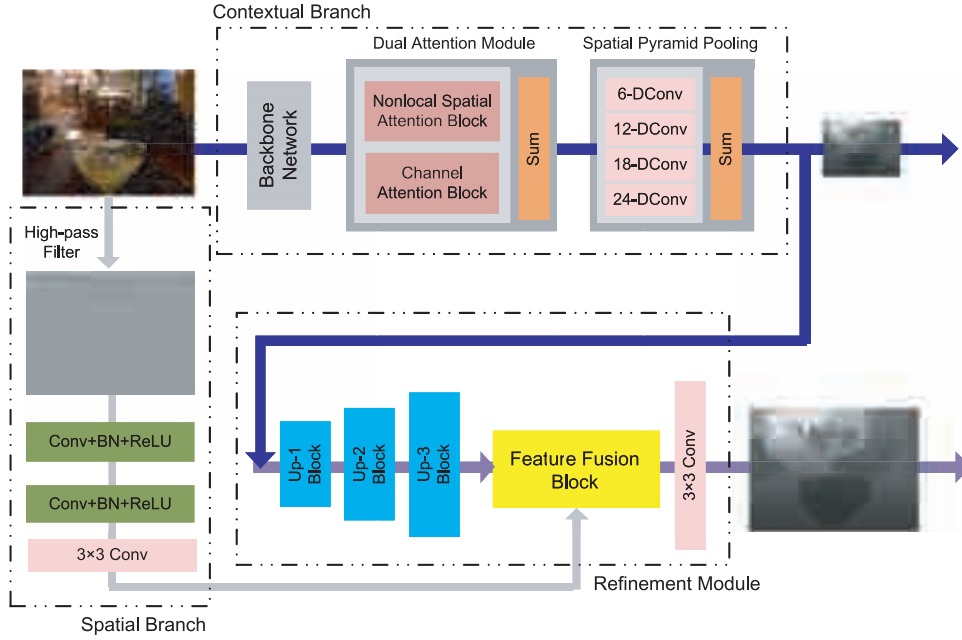 Contextual Branch
Dual Attention Module
Spatial Pyramid Pooling
Backbone
Network
Nonlocal Spatial
Attention Block
Channel
Attention Block
Sum
6-DConv
12-DConv
18-DConv
24-DConv
Sum
High-pass
Filter
Conv+BN+ReLU
Conv+BN+ReLU
3×3 Conv
Spatial Branch
Up-1
Block
Up-2
Block
Up-3
Block
Feature Fusion
Block
3×3 Conv
Refinement Module